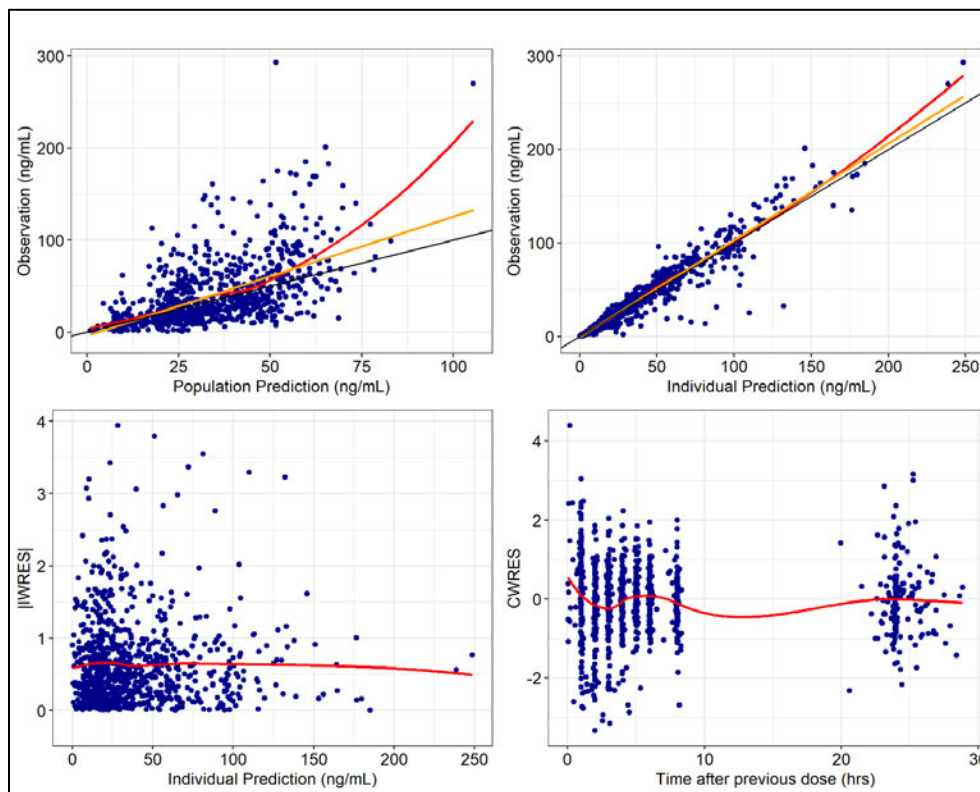 300
200
100
0
Observation (ng/mL)
0 25 50 75 100
Population Prediction (ng/mL)
300
200
100
0
Observation (ng/mL)
0 50 100 150 200 250
Individual Prediction (ng/mL)
4
3
2
1
0
|IWRES|
0 50 100 150 200 250
Individual Prediction (ng/mL)
4
2
0
-2
CWRES
0 10 20 30
Time after previous dose (hrs)